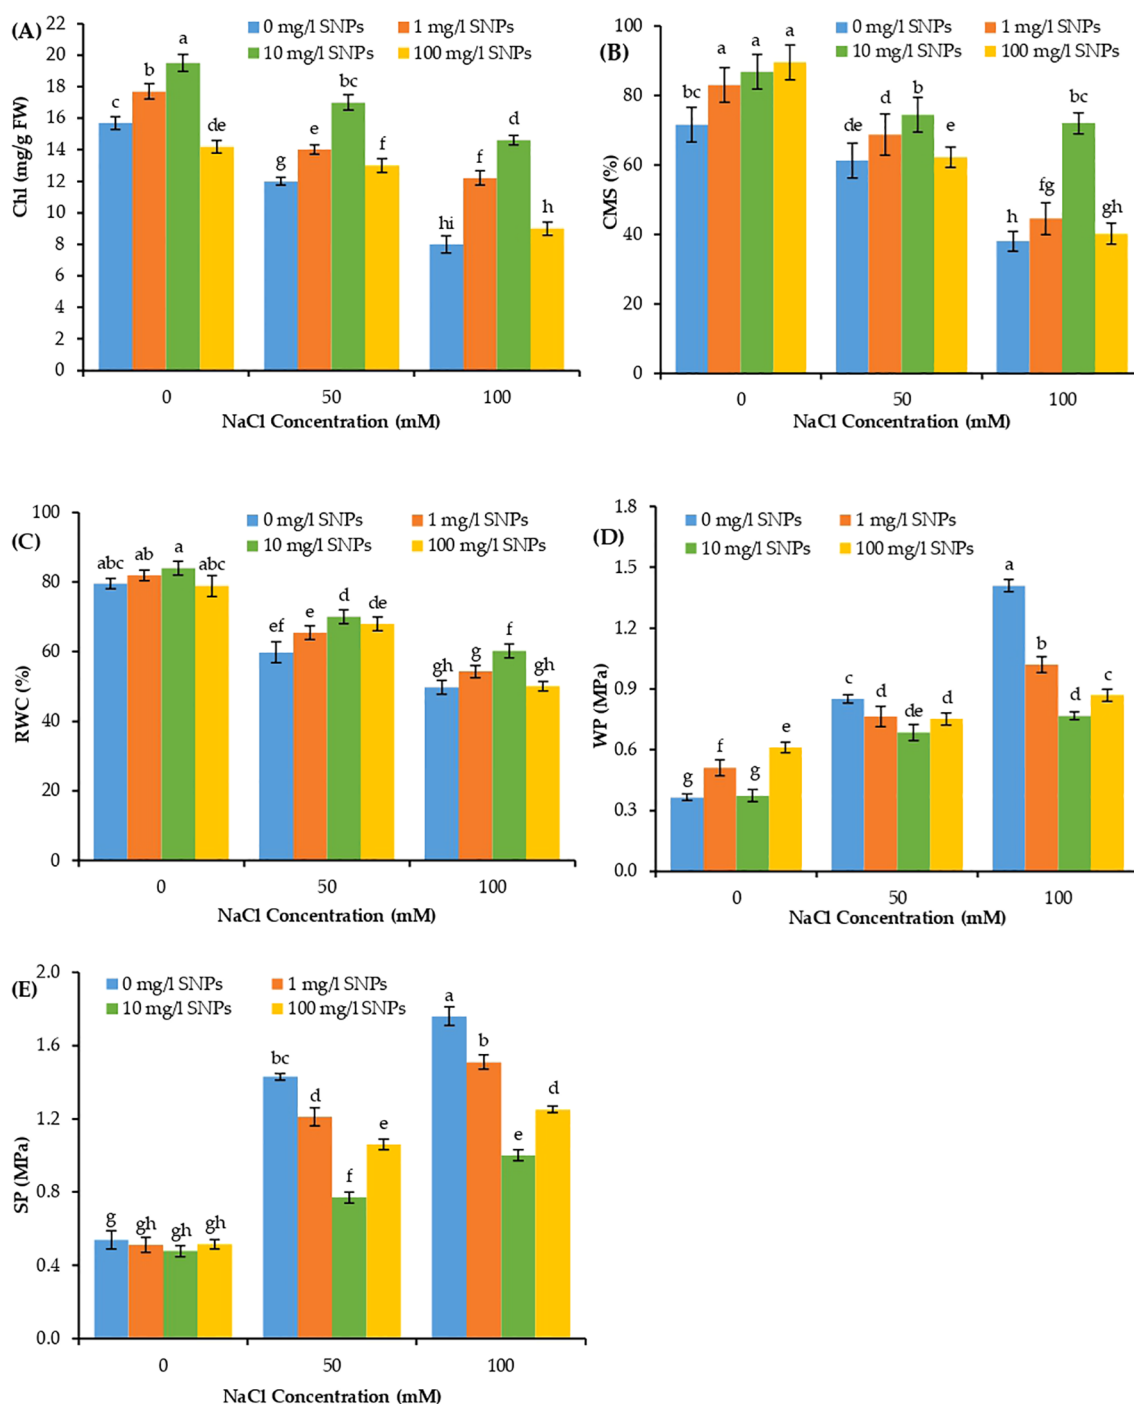 (A)
22
20
18
16
14
12
10
8
6
4
2
0
Chl (mg/g FW)
0 mg/l SNPs 1 mg/l SNPs
10 mg/l SNPs 100 mg/l SNPs
c b a de
g e bc f
hi f d h
0 50 100
NaCl Concentration (mM)
(B)
100
80
60
40
20
0
CMS (%)
0 mg/l SNPs 1 mg/l SNPs
10 mg/l SNPs 100 mg/l SNPs
bc a a a
de d b e
h fg bc gh
0 50 100
NaCl Concentration (mM)
(C)
100
80
60
40
20
0
RWC (%)
0 mg/l SNPs 1 mg/l SNPs
10 mg/l SNPs 100 mg/l SNPs
abc ab a abc
ef e d de
gh g f gh
0 50 100
NaCl Concentration (mM)
(D)
1.8
1.5
1.2
0.9
0.6
0.3
0.0
WP (MPa)
0 mg/l SNPs 1 mg/l SNPs
10 mg/l SNPs 100 mg/l SNPs
g f g e
c d de d
a b d c
0 50 100
NaCl Concentration (mM)
(E)
2.0
1.6
1.2
0.8
0.4
0.0
SP (MPa)
0 mg/l SNPs 1 mg/l SNPs
10 mg/l SNPs 100 mg/l SNPs
g gh gh gh
bc d f e
a b e d
0 50 100
NaCl Concentration (mM)